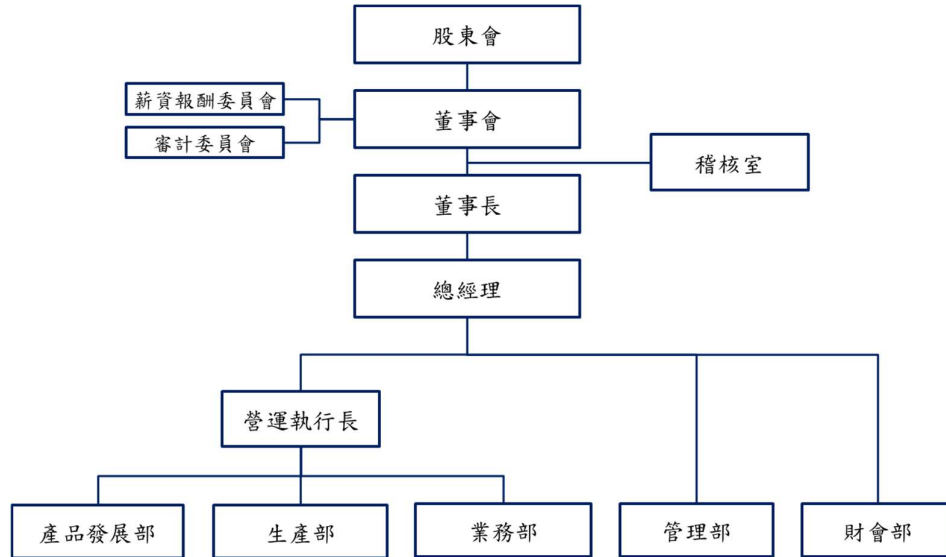 股東會
薪資報酬委員會
董事會
審計委員會
稽核室
董事長
總經理
營運執行長
產品發展部
生產部
業務部
管理部
財會部